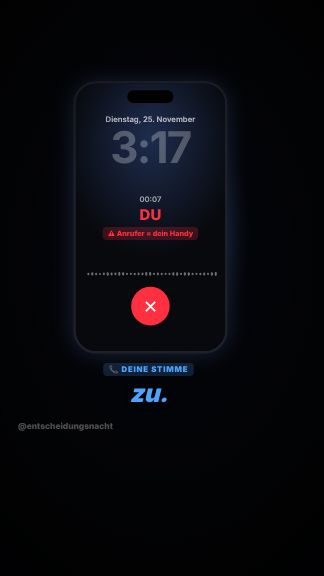 Dienstag, 25. November
3:17
00:07
DU
⚠ Anrufer = dein Handy
📞 DEINE STIMME
zu.
@entscheidungsnacht